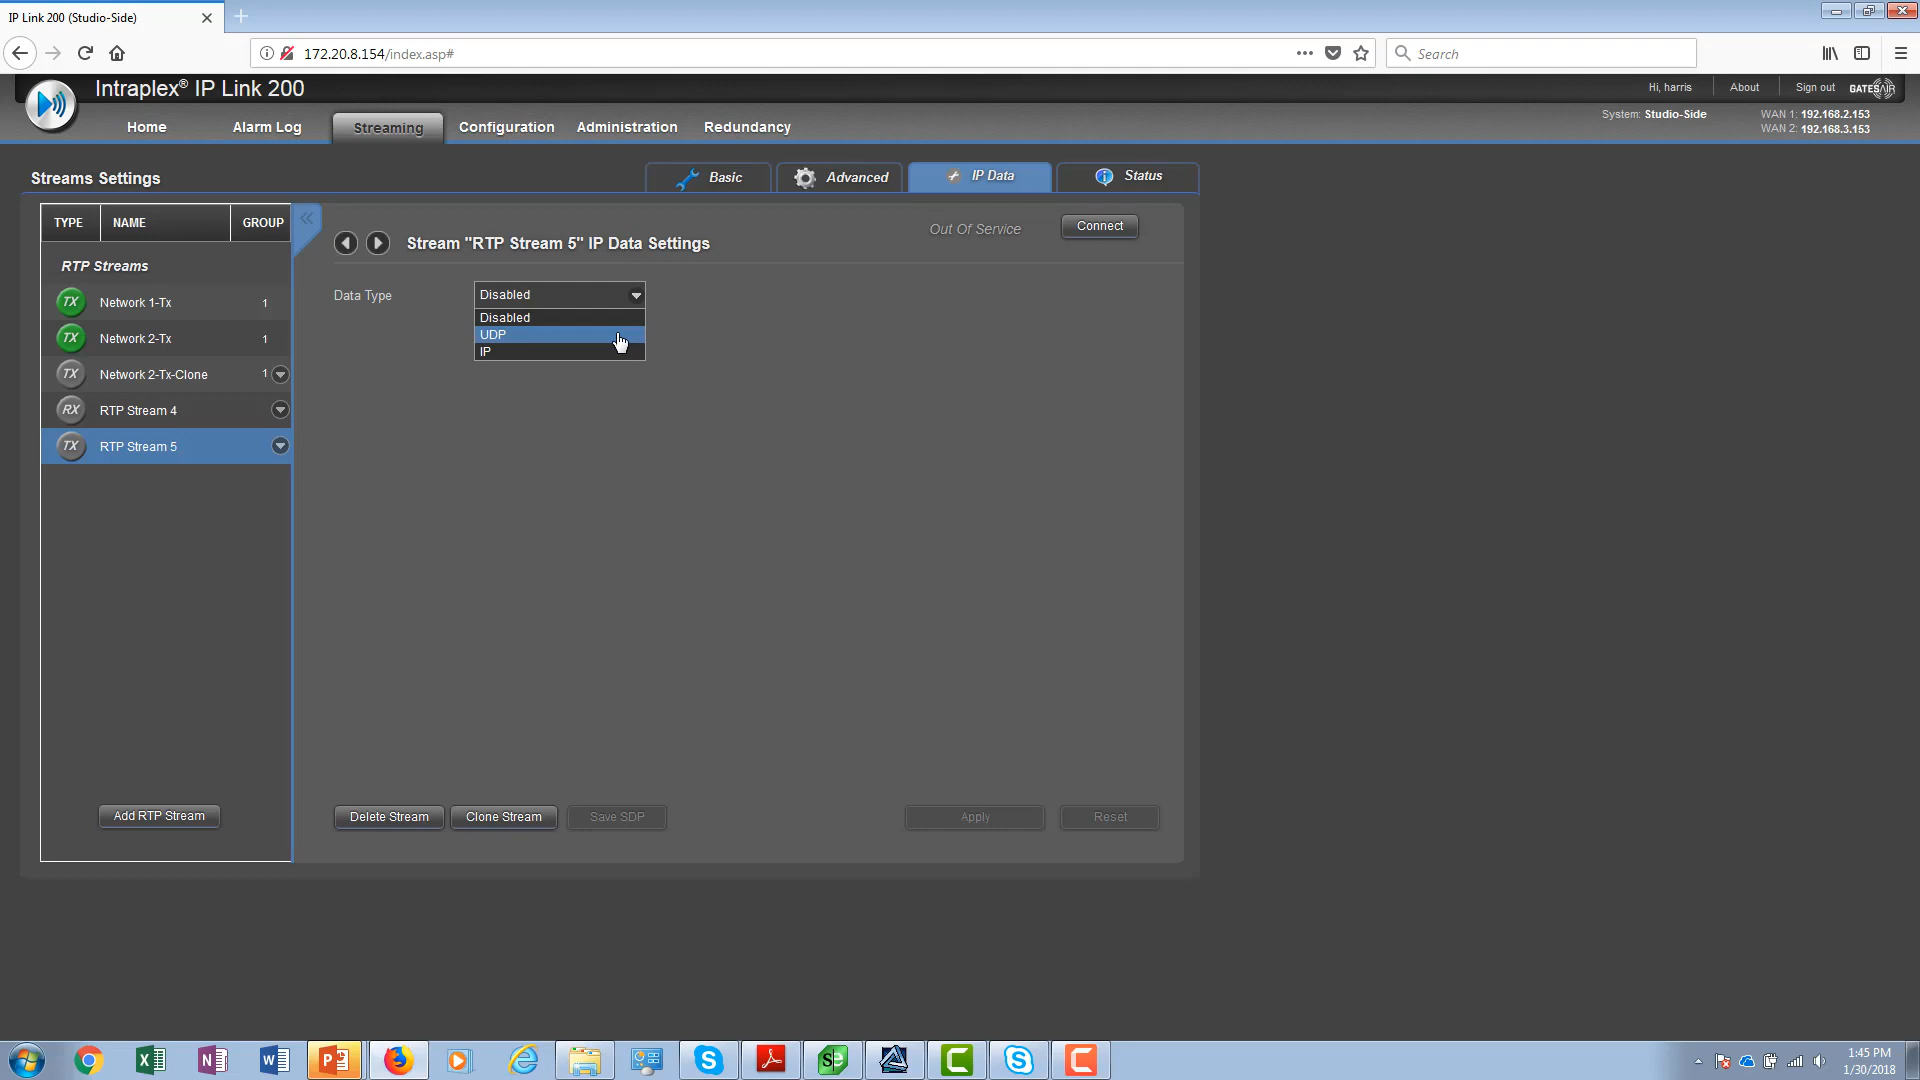 IP Link 200 (Studio-Side)
172.20.8.154/index.asp#
Search
Intraplex® IP Link 200
Hi, harris
About
Sign out
GATESAIR
Home
Alarm Log
Streaming
Configuration
Administration
Redundancy
System: Studio-Side
WAN 1: 192.168.2.153
WAN 2: 192.168.3.153
Streams Settings
Basic
Advanced
IP Data
Status
TYPE NAME GROUP
RTP Streams
TX Network 1-Tx 1
TX Network 2-Tx 1
TX Network 2-Tx-Clone 1
RX RTP Stream 4
TX RTP Stream 5
Add RTP Stream
Stream "RTP Stream 5" IP Data Settings
Out Of Service
Connect
Data Type
Disabled
Disabled
UDP
IP
Delete Stream
Clone Stream
Save SDP
Apply
Reset
1:45 PM
1/30/2018